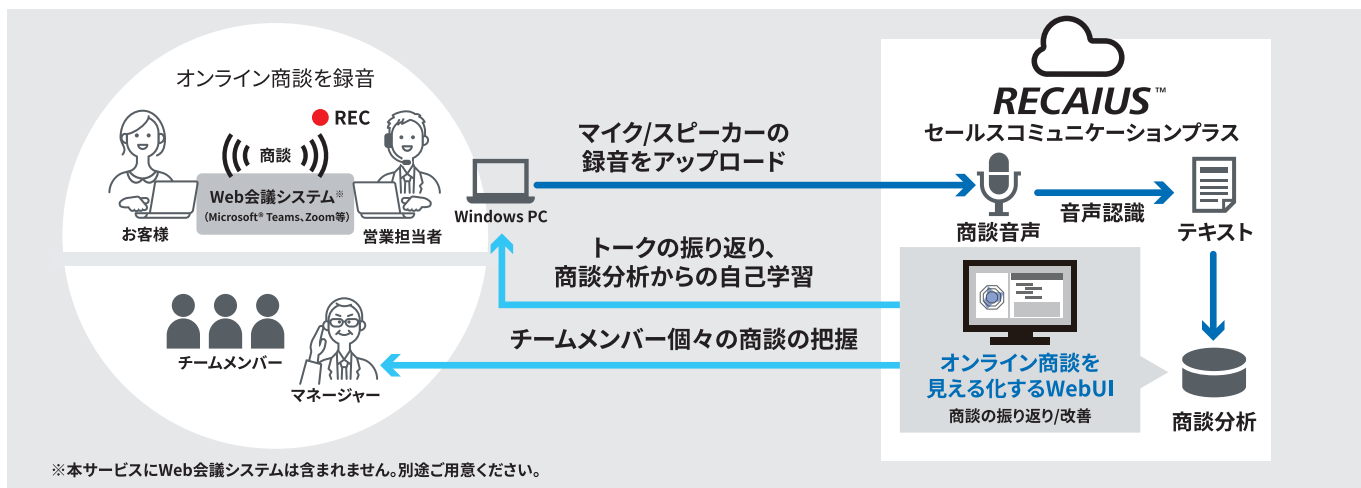 オンライン商談を録音
REC
商談
Web会議システム※
（Microsoft® Teams、Zoom等）
お客様
営業担当者
Windows PC
マイク/スピーカーの
録音をアップロード
RECAIUS™
セールスコミュニケーションプラス
商談音声
音声認識
テキスト
トークの振り返り、
商談分析からの自己学習
チームメンバー個々の商談の把握
チームメンバー
マネージャー
オンライン商談を
見える化するWebUI
商談の振り返り/改善
商談分析
※本サービスにWeb会議システムは含まれません。別途ご用意ください。